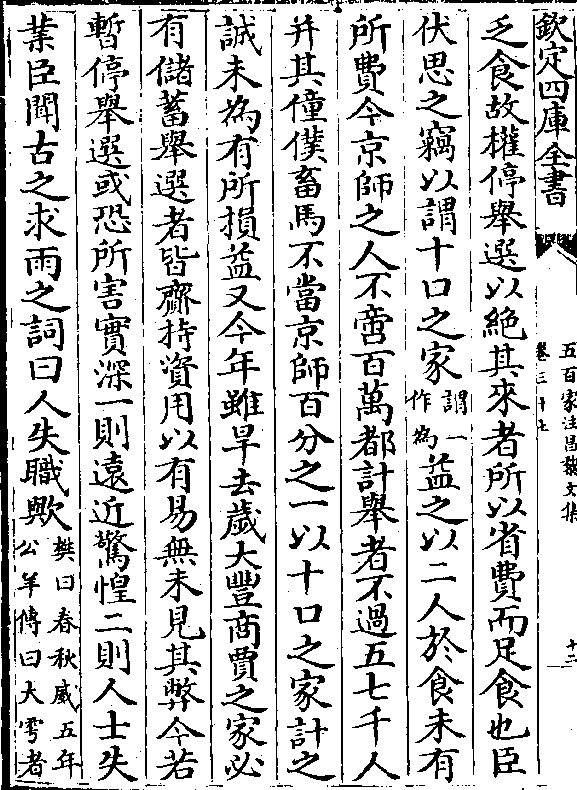 欽定四庫全書
五百家注昌黎文集
卷三十七
十二
乏食故權停舉選以絶其來者所以省費而足食也臣
伏思之竊以謂十口之家謂一作為益之以二人於食未有
所費今京師之人不啻百萬都計舉者不過五七千人
并其僮僕畜馬不當京師百分之一以十口之家計之
誠未為有所損益又今年雖旱去歲大豐商賈之家必
有儲蓄舉選者皆齎持資用以有易無未見其弊今若
暫停舉選或恐所害實深一則遠近驚惶二則人士失
業臣聞古之求雨之詞曰人失職歟樊曰春秋威五年公羊傳曰大雩者